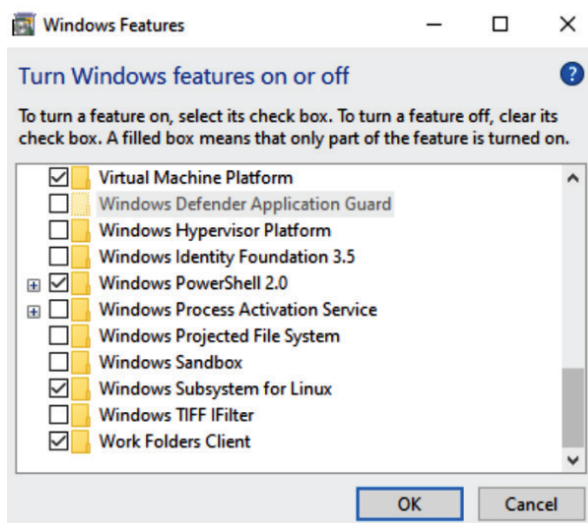 Windows Features
Turn Windows features on or off
?
To turn a feature on, select its check box. To turn a feature off, clear its
check box. A filled box means that only part of the feature is turned on.
Virtual Machine Platform
Windows Defender Application Guard
Windows Hypervisor Platform
Windows Identity Foundation 3.5
Windows PowerShell 2.0
Windows Process Activation Service
Windows Projected File System
Windows Sandbox
Windows Subsystem for Linux
Windows TIFF IFilter
Work Folders Client
OK
Cancel